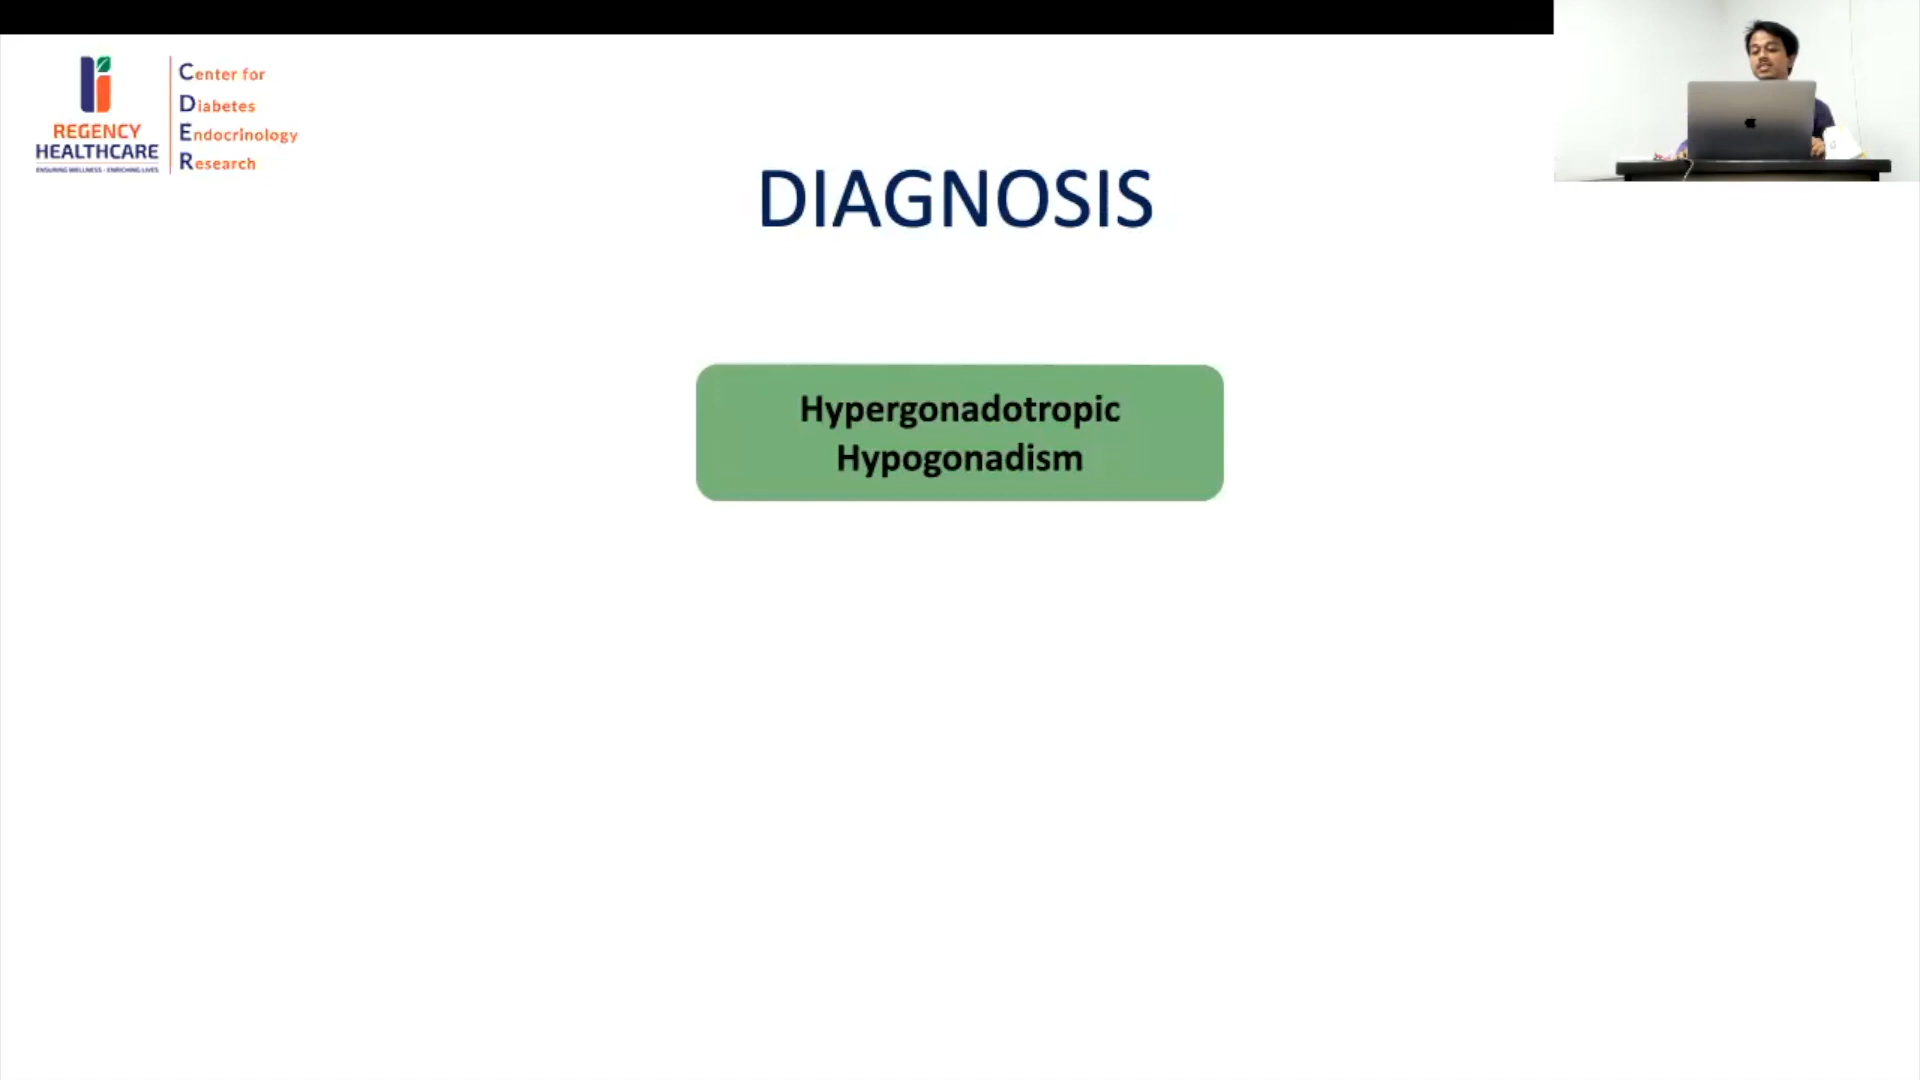 REGENCY
HEALTHCARE
ENSURING WELLNESS - ENRICHING LIVES
Center for
Diabetes
Endocrinology
Research
DIAGNOSIS
Hypergonadotropic
Hypogonadism